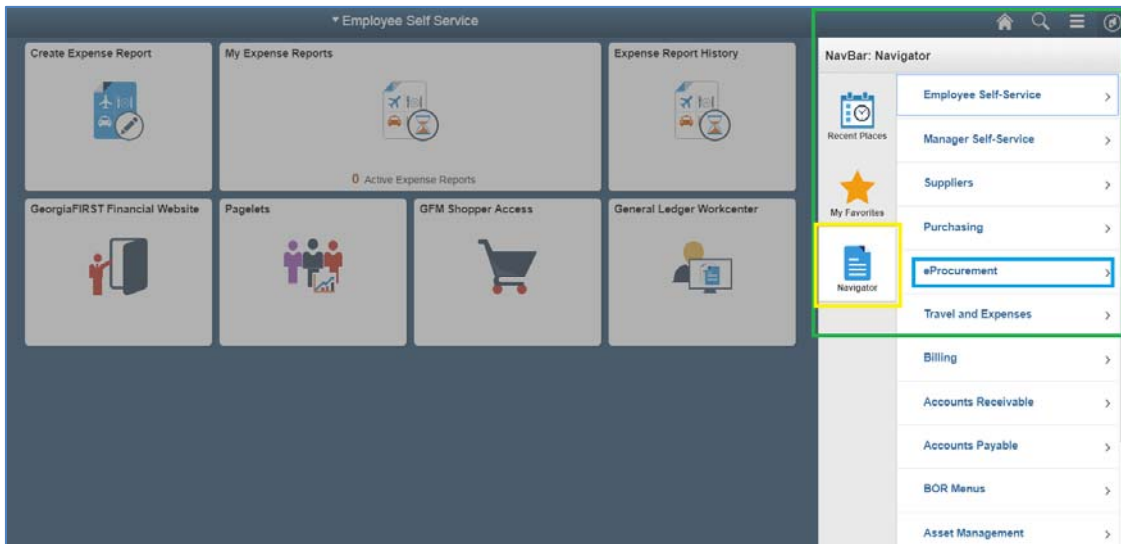 Employee Self Service
Create Expense Report
My Expense Reports
0 Active Expense Reports
Expense Report History
GeorgiaFIRST Financial Website
Pagelets
GFM Shopper Access
General Ledger Workcenter
NavBar: Navigator
Recent Places
My Favorites
Navigator
Employee Self-Service
Manager Self-Service
Suppliers
Purchasing
eProcurement
Travel and Expenses
Billing
Accounts Receivable
Accounts Payable
BOR Menus
Asset Management